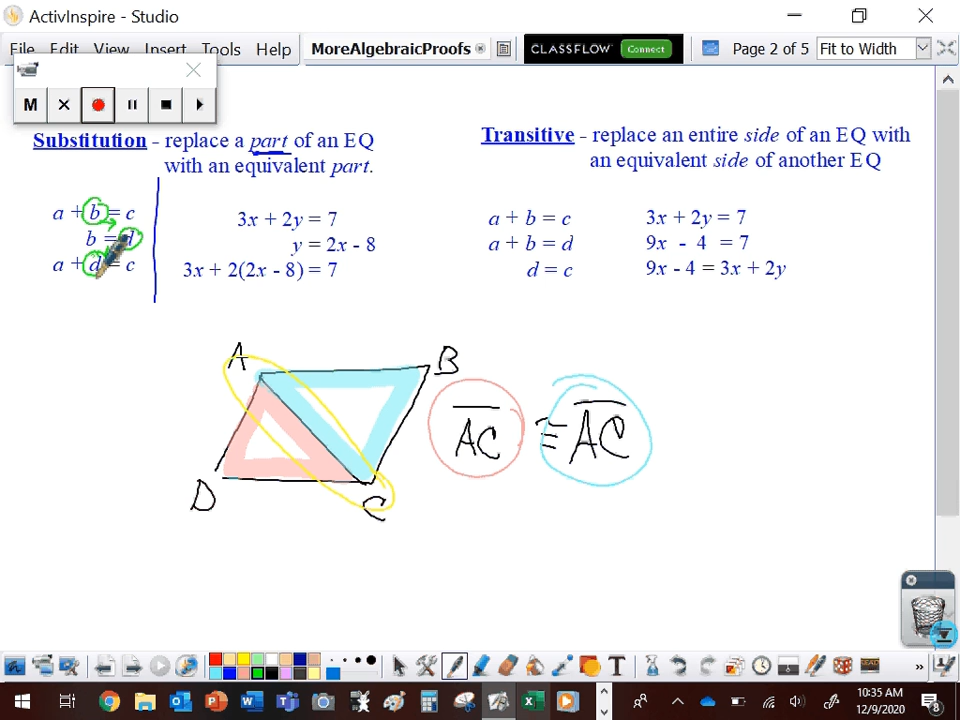 ActivInspire - Studio
File Edit View Insert Tools Help MoreAlgebraicProofs CLASSFLOW Connect Page 2 of 5 Fit to Width
M
Substitution - replace a part of an EQ
with an equivalent part.
a + b = c
b = d
a + d = c
3x + 2y = 7
y = 2x - 8
3x + 2(2x - 8) = 7
Transitive - replace an entire side of an EQ with
an equivalent side of another EQ
a + b = c
a + b = d
d = c
3x + 2y = 7
9x - 4 = 7
9x - 4 = 3x + 2y
A
B
AC ≅ AC
D
C
T
»
10:35 AM
12/9/2020
8